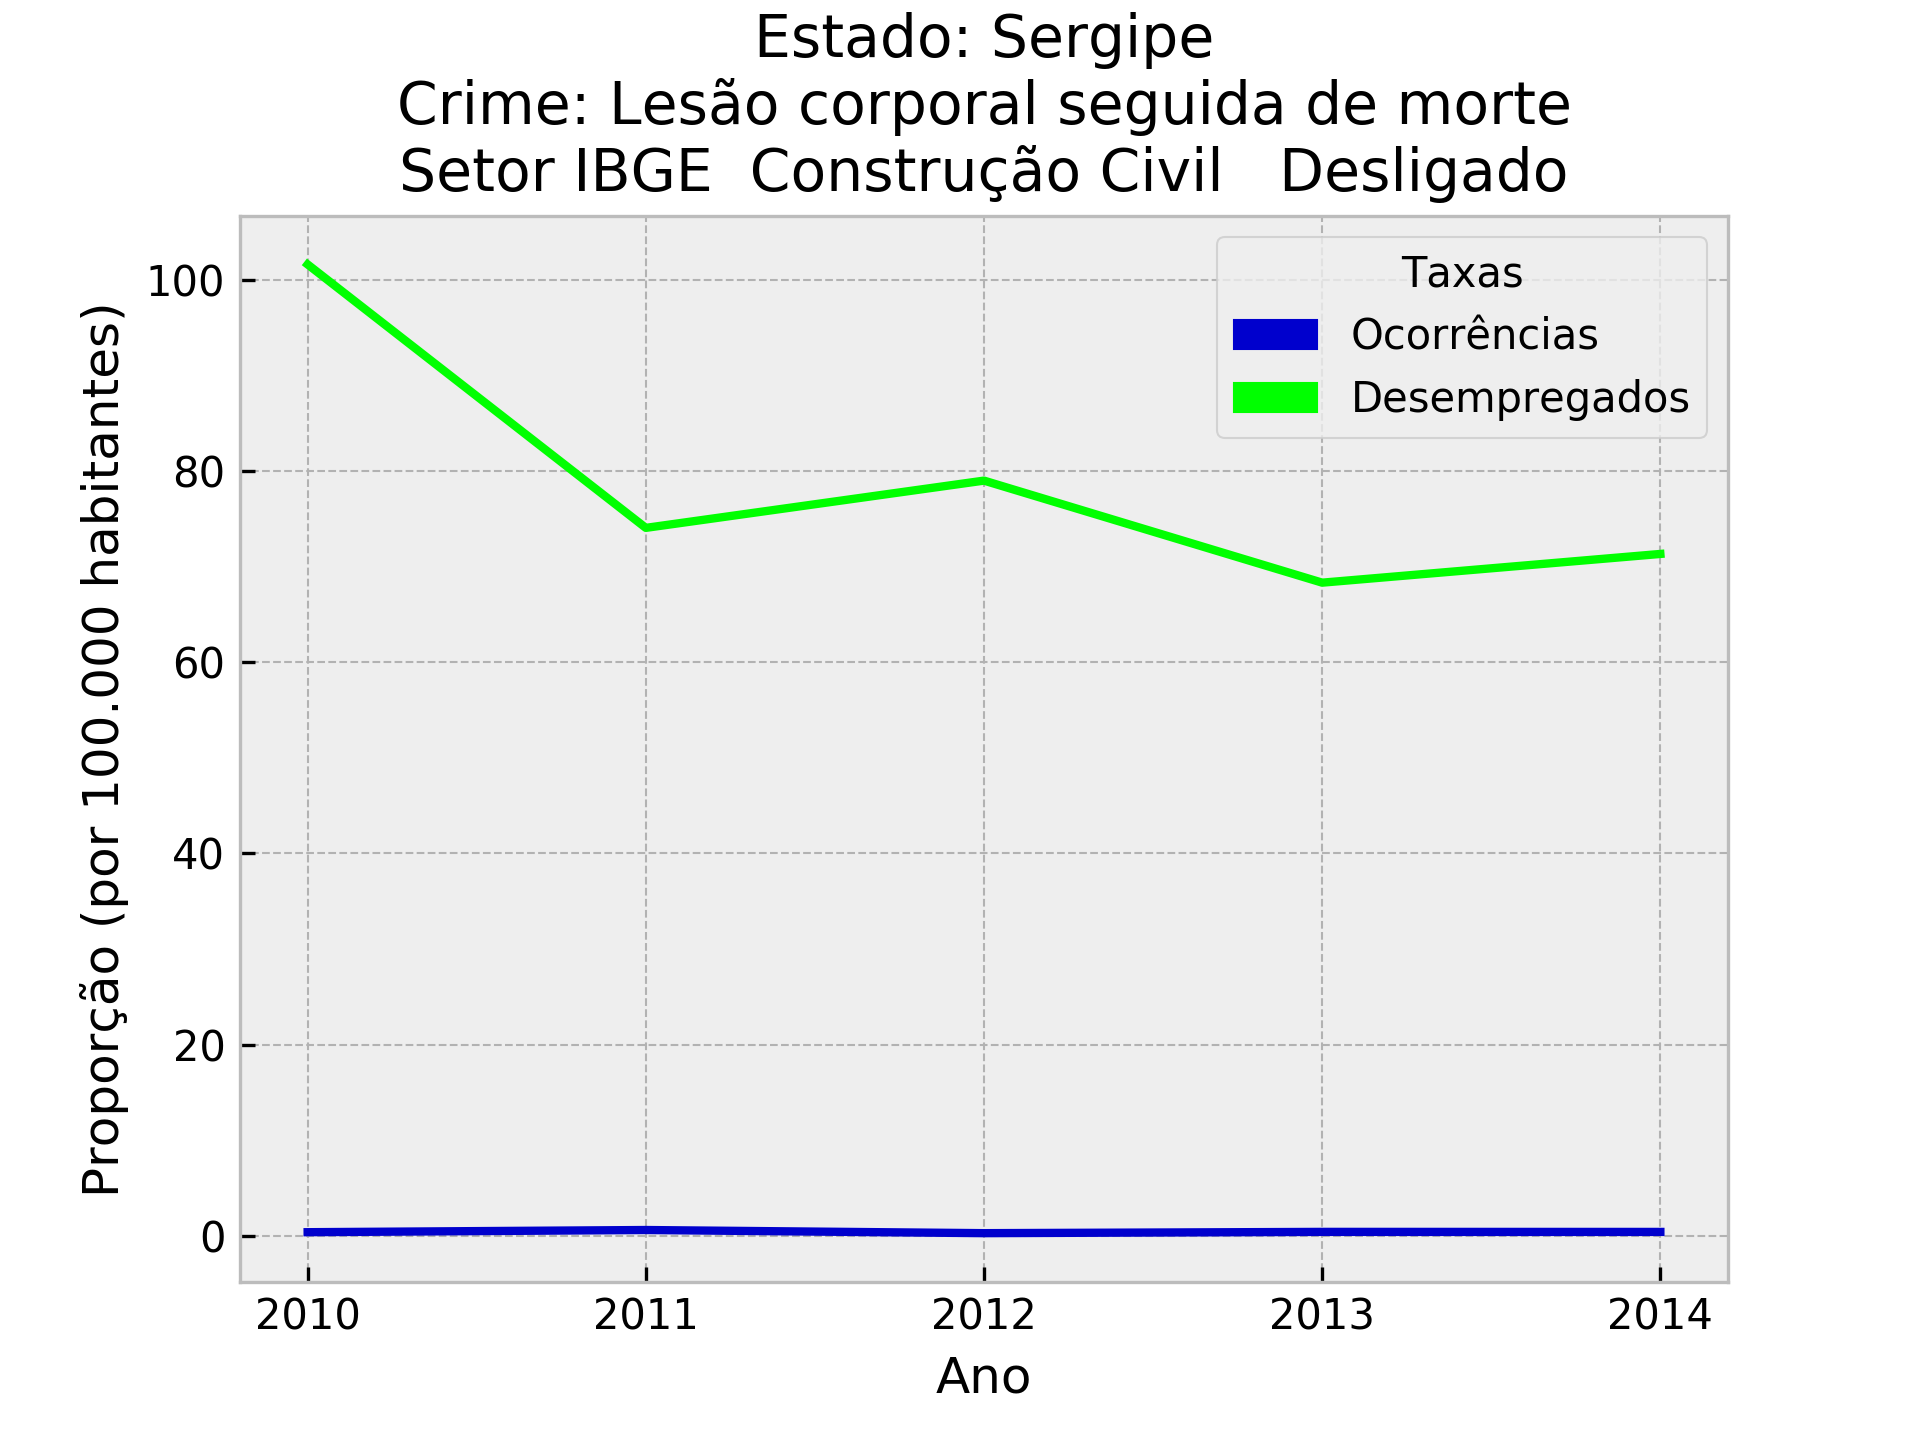 Estado: Sergipe
Crime: Lesão corporal seguida de morte
Setor IBGE  Construção Civil   Desligado
Proporção (por 100.000 habitantes)
100
80
60
40
20
0
Taxas
Ocorrências
Desempregados
2010 2011 2012 2013 2014
Ano